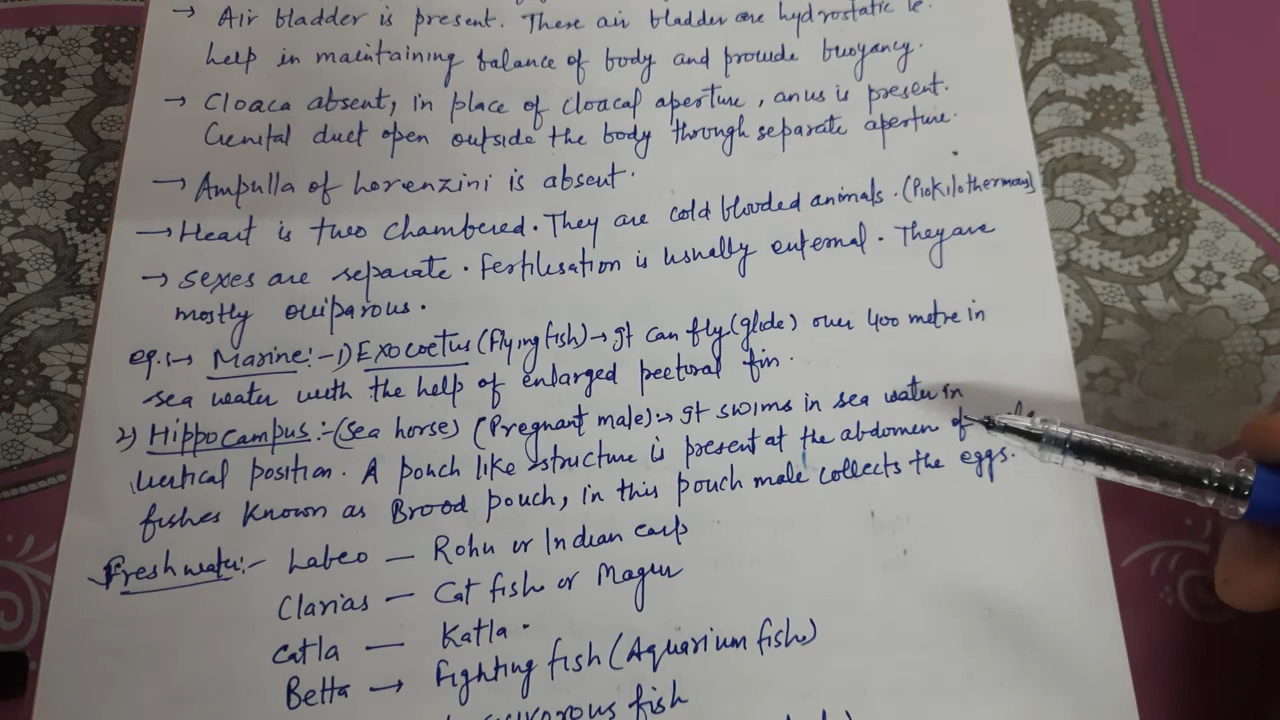 → Air bladder is present. These air bladder are hydrostatic ie.
help in maintaining balance of body and provide buoyancy.
→ Cloaca absent, in place of cloacal aperture, anus is present.
Genital duct open outside the body through separate aperture.
→ Ampulla of Lorenzini is absent.
→ Heart is two chambered. They are cold blooded animals. (Poikilothermous)
→ Sexes are separate. Fertilisation is usually external. They are
mostly oviparous.
eg.:→ Marine:- 1) Exocoetus (Flying fish) → It can fly (glide) over 400 metre in
sea water with the help of enlarged pectoral fin.
2) Hippocampus:- (Sea horse) (Pregnant male):→ It swims in sea water in
vertical position. A pouch like structure is present at the abdomen of
fishes known as Brood pouch, in this pouch male collects the eggs.
Freshwater:- Labeo — Rohu or Indian carp
Clarias — Cat fish or Magur
Catla — Katla.
Betta → Fighting fish (Aquarium fish)
fish